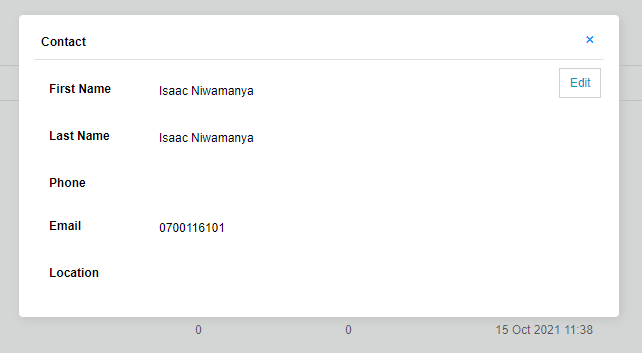 Contact ×
Edit
First Name Isaac Niwamanya
Last Name Isaac Niwamanya
Phone
Email 0700116101
Location
0 0 15 Oct 2021 11:38